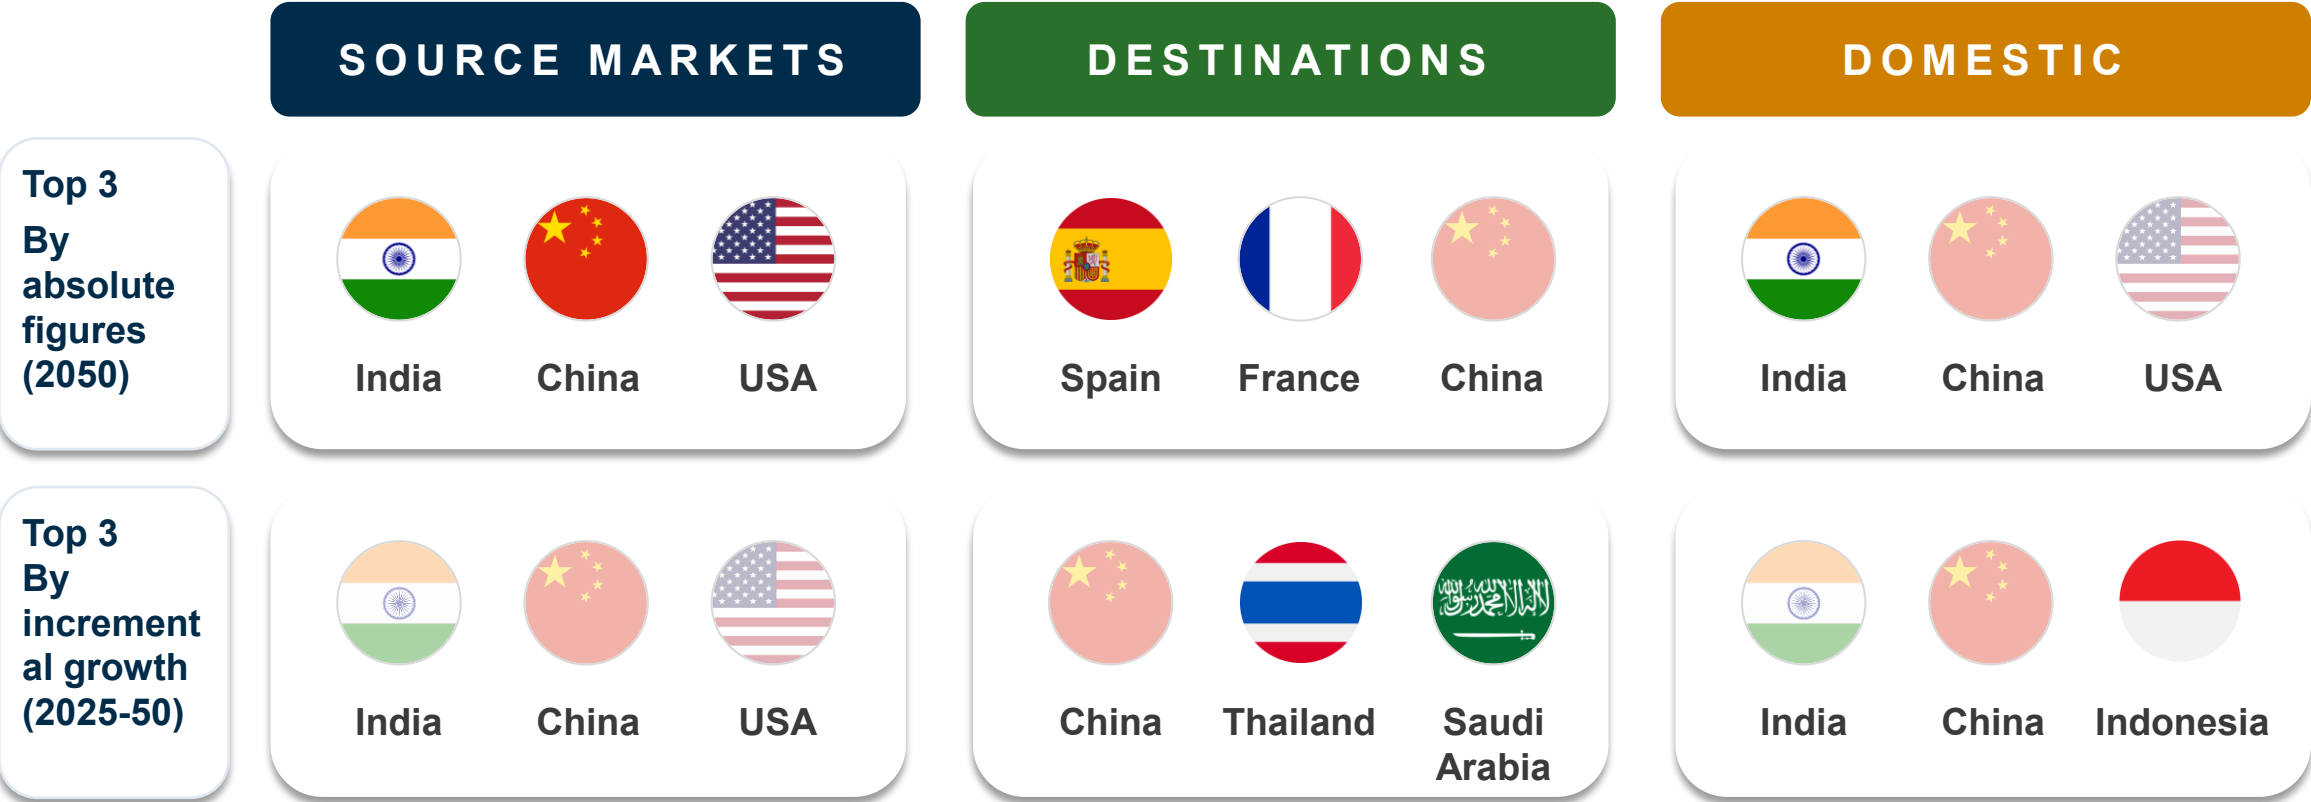 SOURCE MARKETS
DESTINATIONS
DOMESTIC
Top 3
By
absolute
figures
(2050)
India
China
USA
Spain
France
China
India
China
USA
Top 3
By
increment
al growth
(2025-50)
India
China
USA
China
Thailand
Saudi
Arabia
India
China
Indonesia